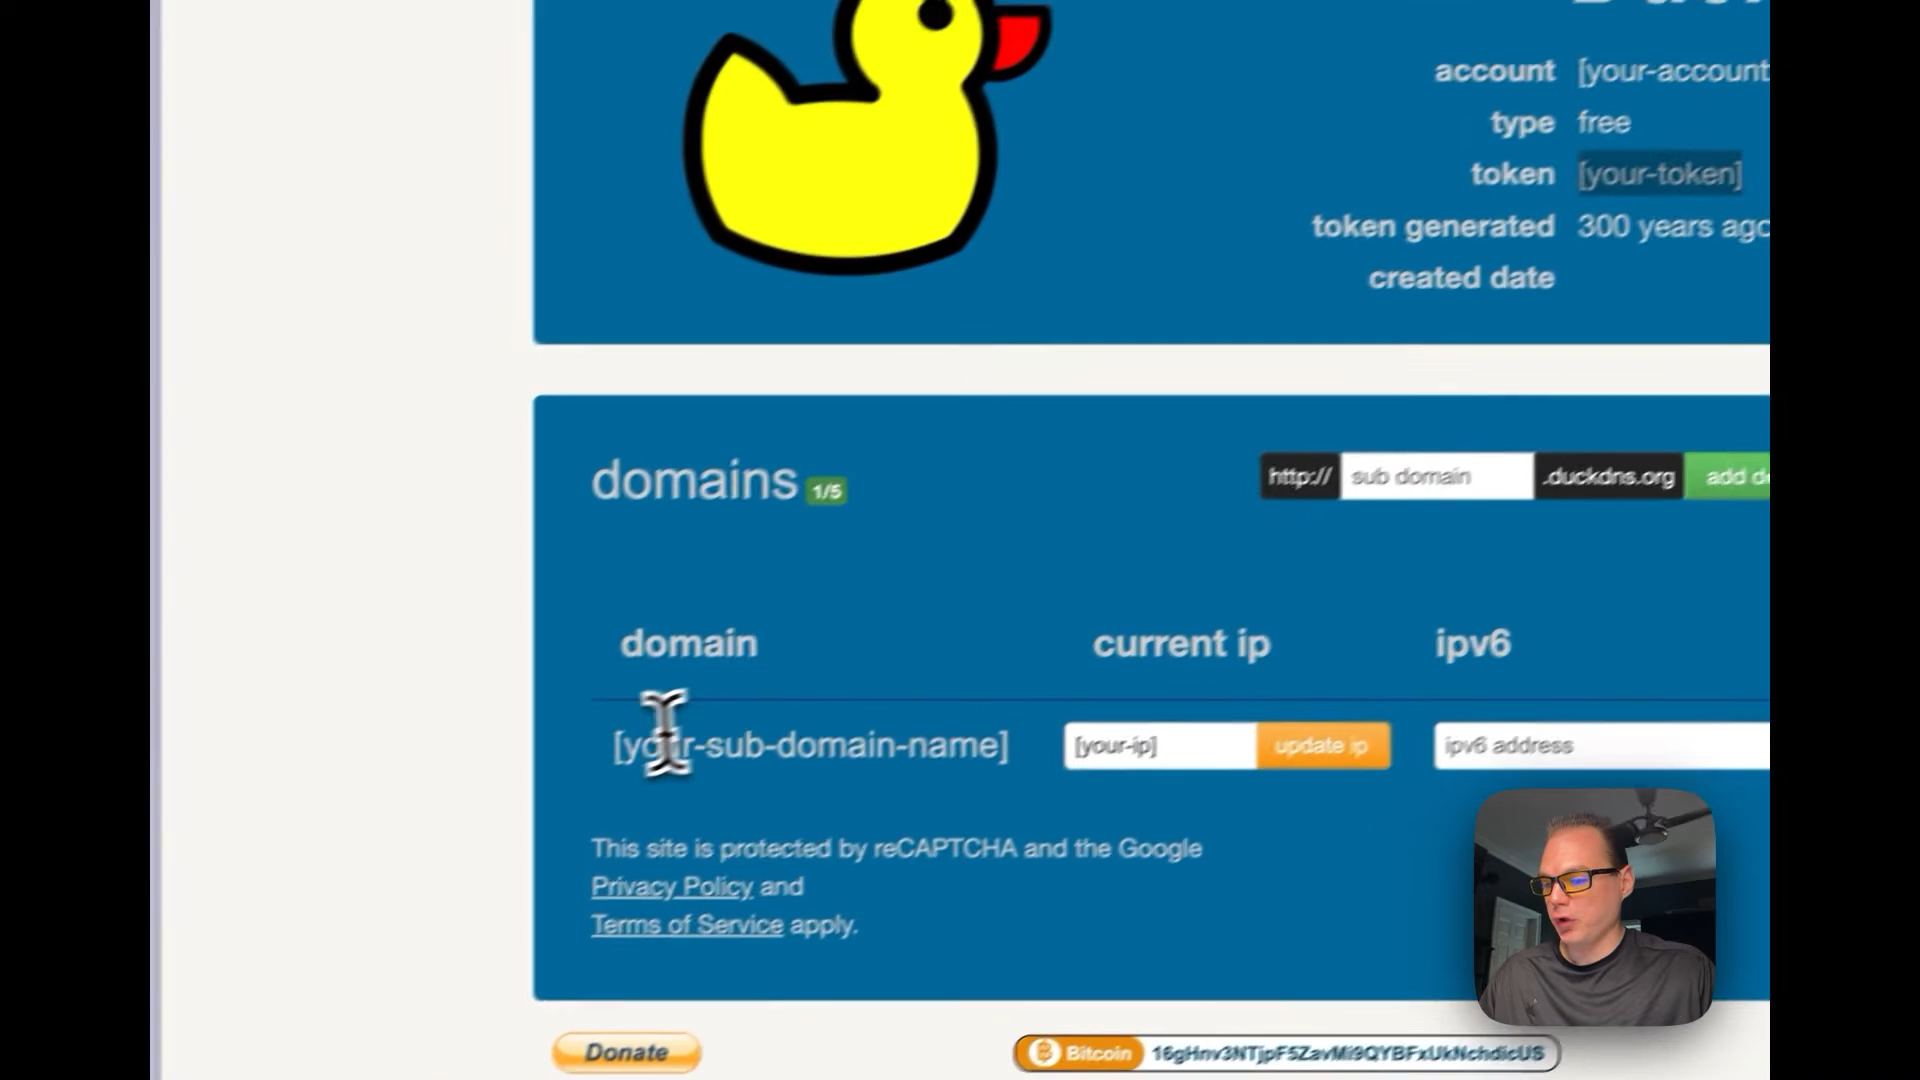 account [your-account
type free
token [your-token]
token generated 300 years ago
created date
domains 1/5
http:// sub domain .duckdns.org add d
domain current ip ipv6
[your-sub-domain-name] [your-ip] update ip ipv6 address
This site is protected by reCAPTCHA and the Google
Privacy Policy and
Terms of Service apply.
Donate
Bitcoin 16gHnv3NTjpF5ZavMi9QYBFxUkNchdicUS